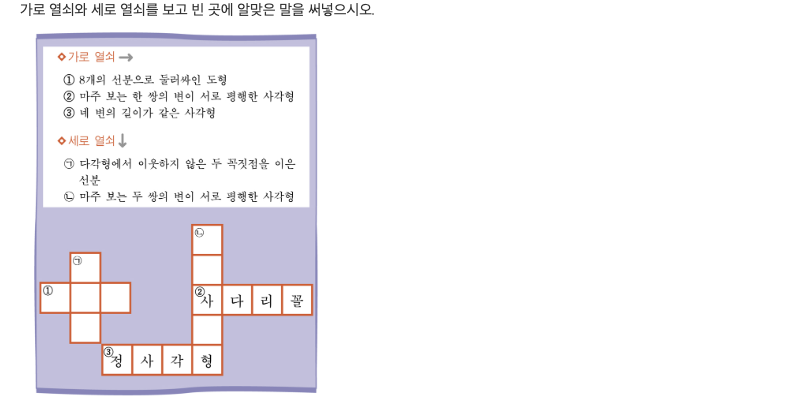 가로 열쇠와 세로 열쇠를 보고 빈 곳에 알맞은 말을 써넣으시오.
가로 열쇠
① 8개의 선분으로 둘러싸인 도형
② 마주 보는 한 쌍의 변이 서로 평행한 사각형
③ 네 변의 길이가 같은 사각형
세로 열쇠
㉠ 다각형에서 이웃하지 않은 두 꼭짓점을 이은
선분
㉡ 마주 보는 두 쌍의 변이 서로 평행한 사각형
㉡
㉠
①
② 사 다 리 꼴
③ 정 사 각 형